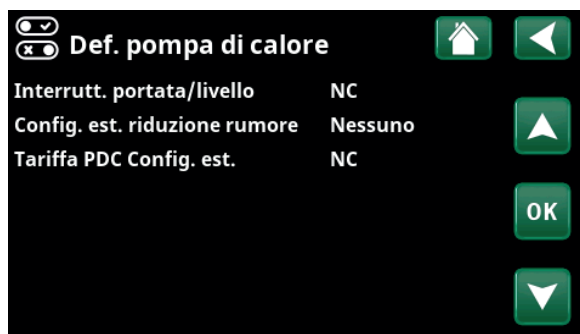 Def. pompa di calore
Interrutt. portata/livello NC
Config. est. riduzione rumore Nessuno
Tariffa PDC Config. est. NC
OK